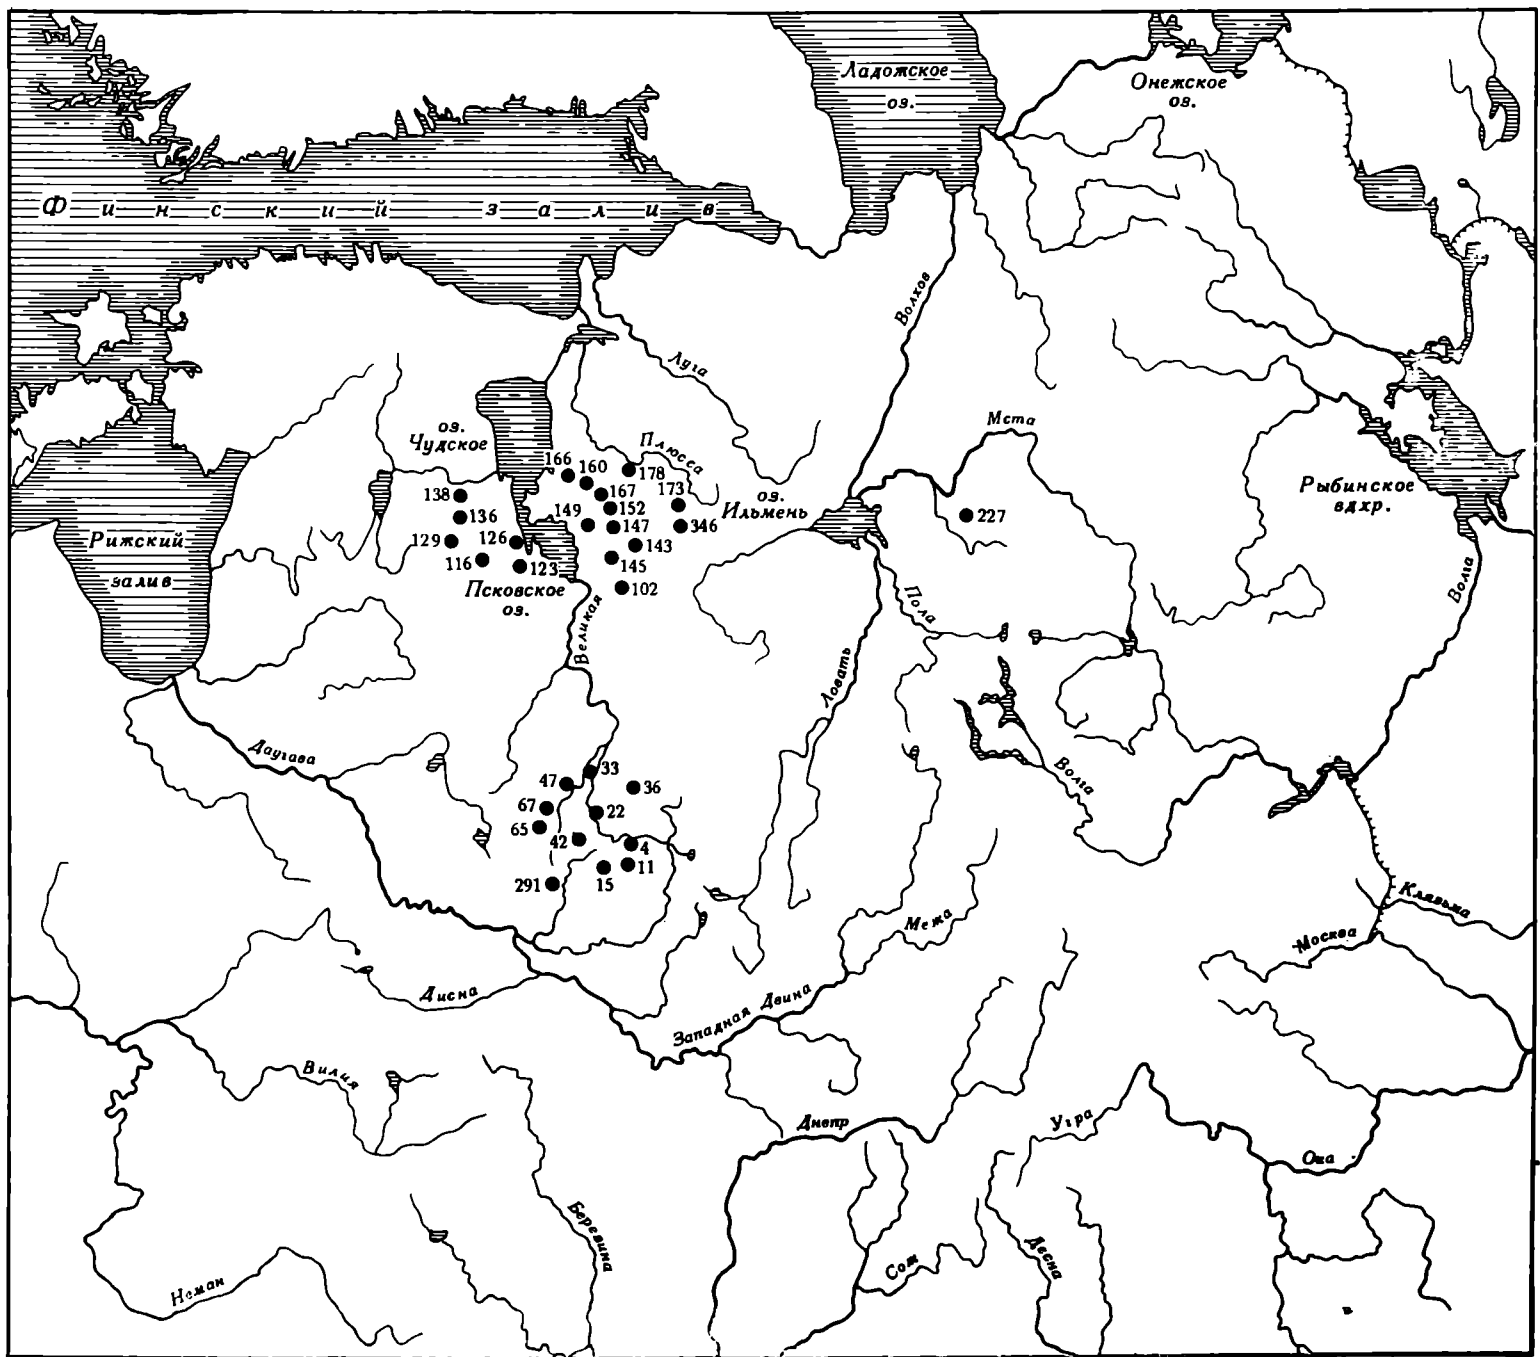 Ладожское
оз.
Онежское
оз.
Финский залив
Волхов
Луга
оз.
Чудское
Плюсса
Мста
166
160
178
138
167
173
оз.
Ильмень
Рыбинское
вдхр.
136
149
152
147
346
227
129
126
143
Рижский
залив
116
123
145
102
Псковское
оз.
Великая
Пола
Волга
Ловать
Даугава
33
47
36
67
22
65
42
4
11
15
291
Волга
Межа
Клязьма
Москва
Дисна
Западная Двина
Вилия
Днепр
Угра
Ока
Березина
Неман
Сож
Десна